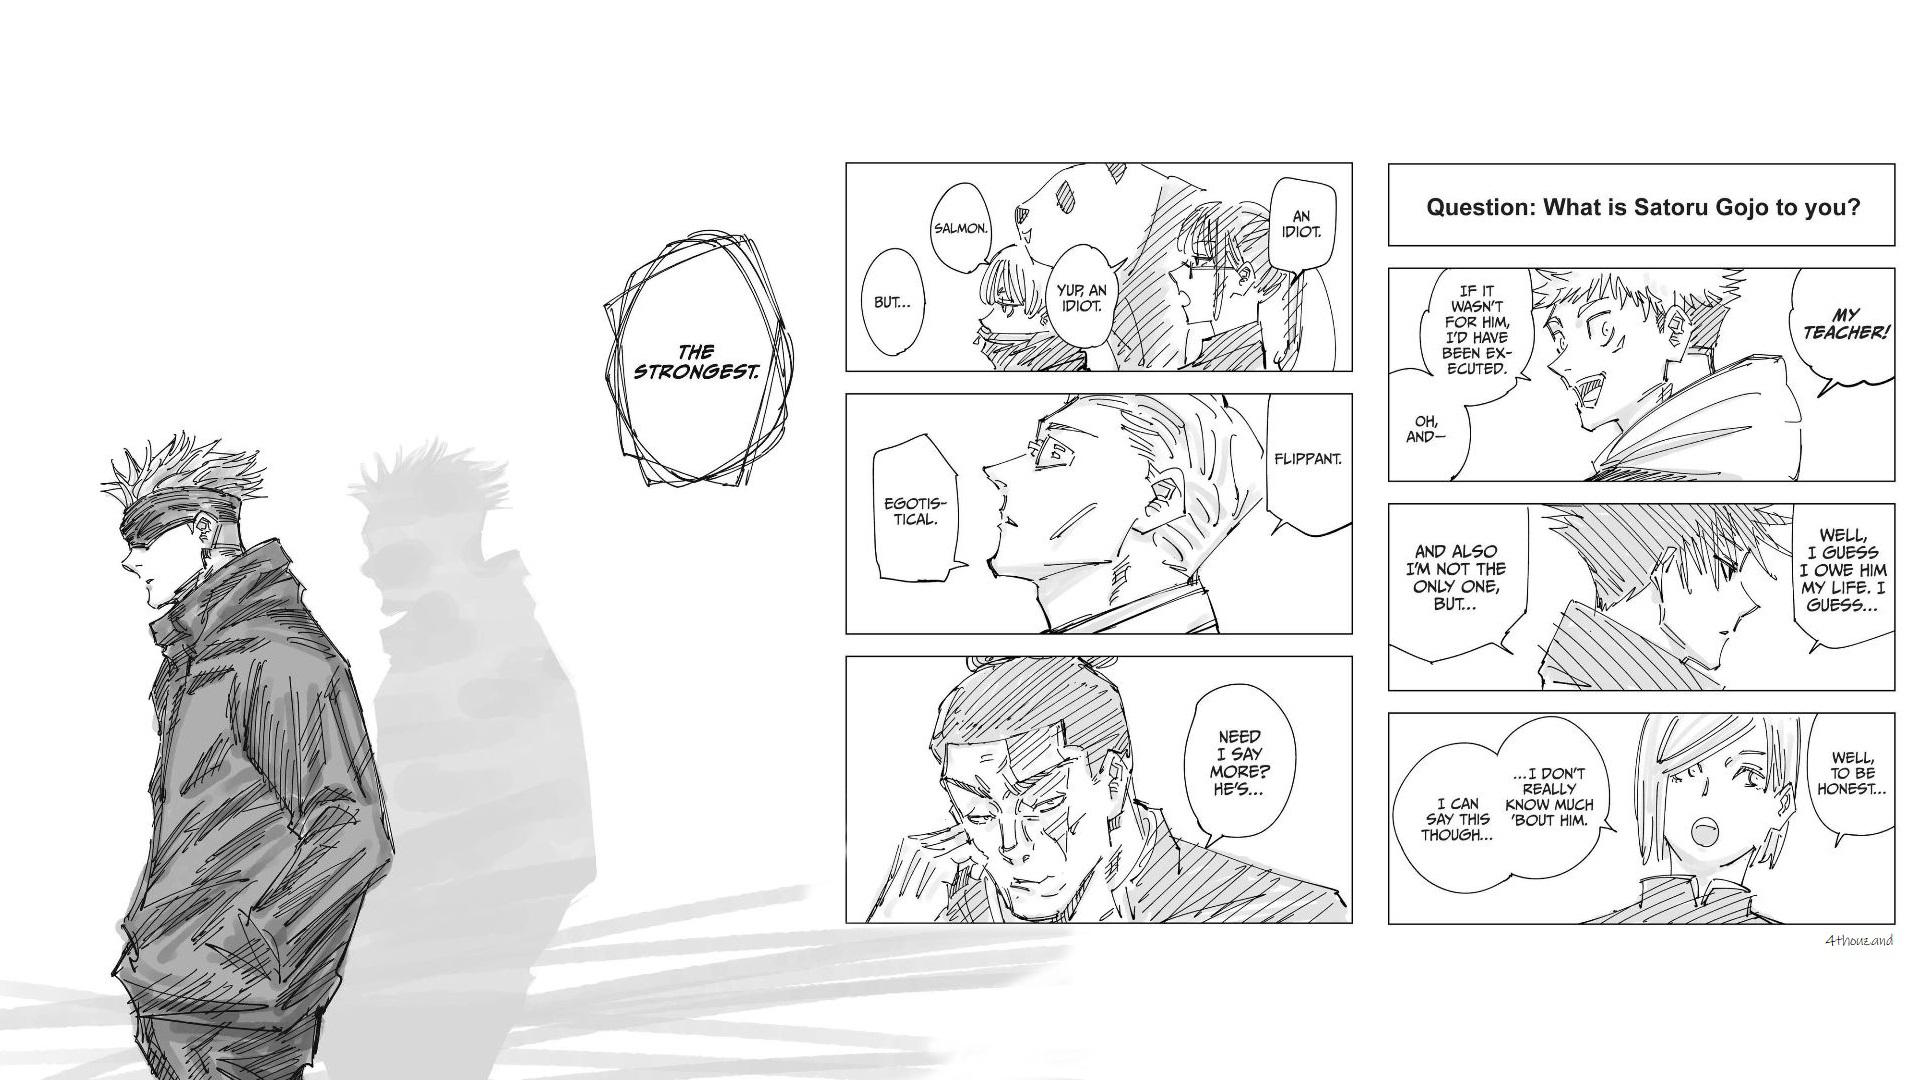 Question: What is Satoru Gojo to you?
MY
TEACHER!
IF IT
WASN'T
FOR HIM,
I'D HAVE
BEEN EX-
ECUTED.
OH,
AND—
WELL,
I GUESS
I OWE HIM
MY LIFE. I
GUESS...
AND ALSO
I'M NOT THE
ONLY ONE,
BUT...
WELL,
TO BE
HONEST...
...I DON'T
REALLY
KNOW MUCH
'BOUT HIM.
I CAN
SAY THIS
THOUGH...
4thouzand
AN
IDIOT.
YUP, AN
IDIOT.
SALMON.
BUT...
FLIPPANT.
EGOTIS-
TICAL.
NEED
I SAY
MORE?
HE'S...
THE
STRONGEST.